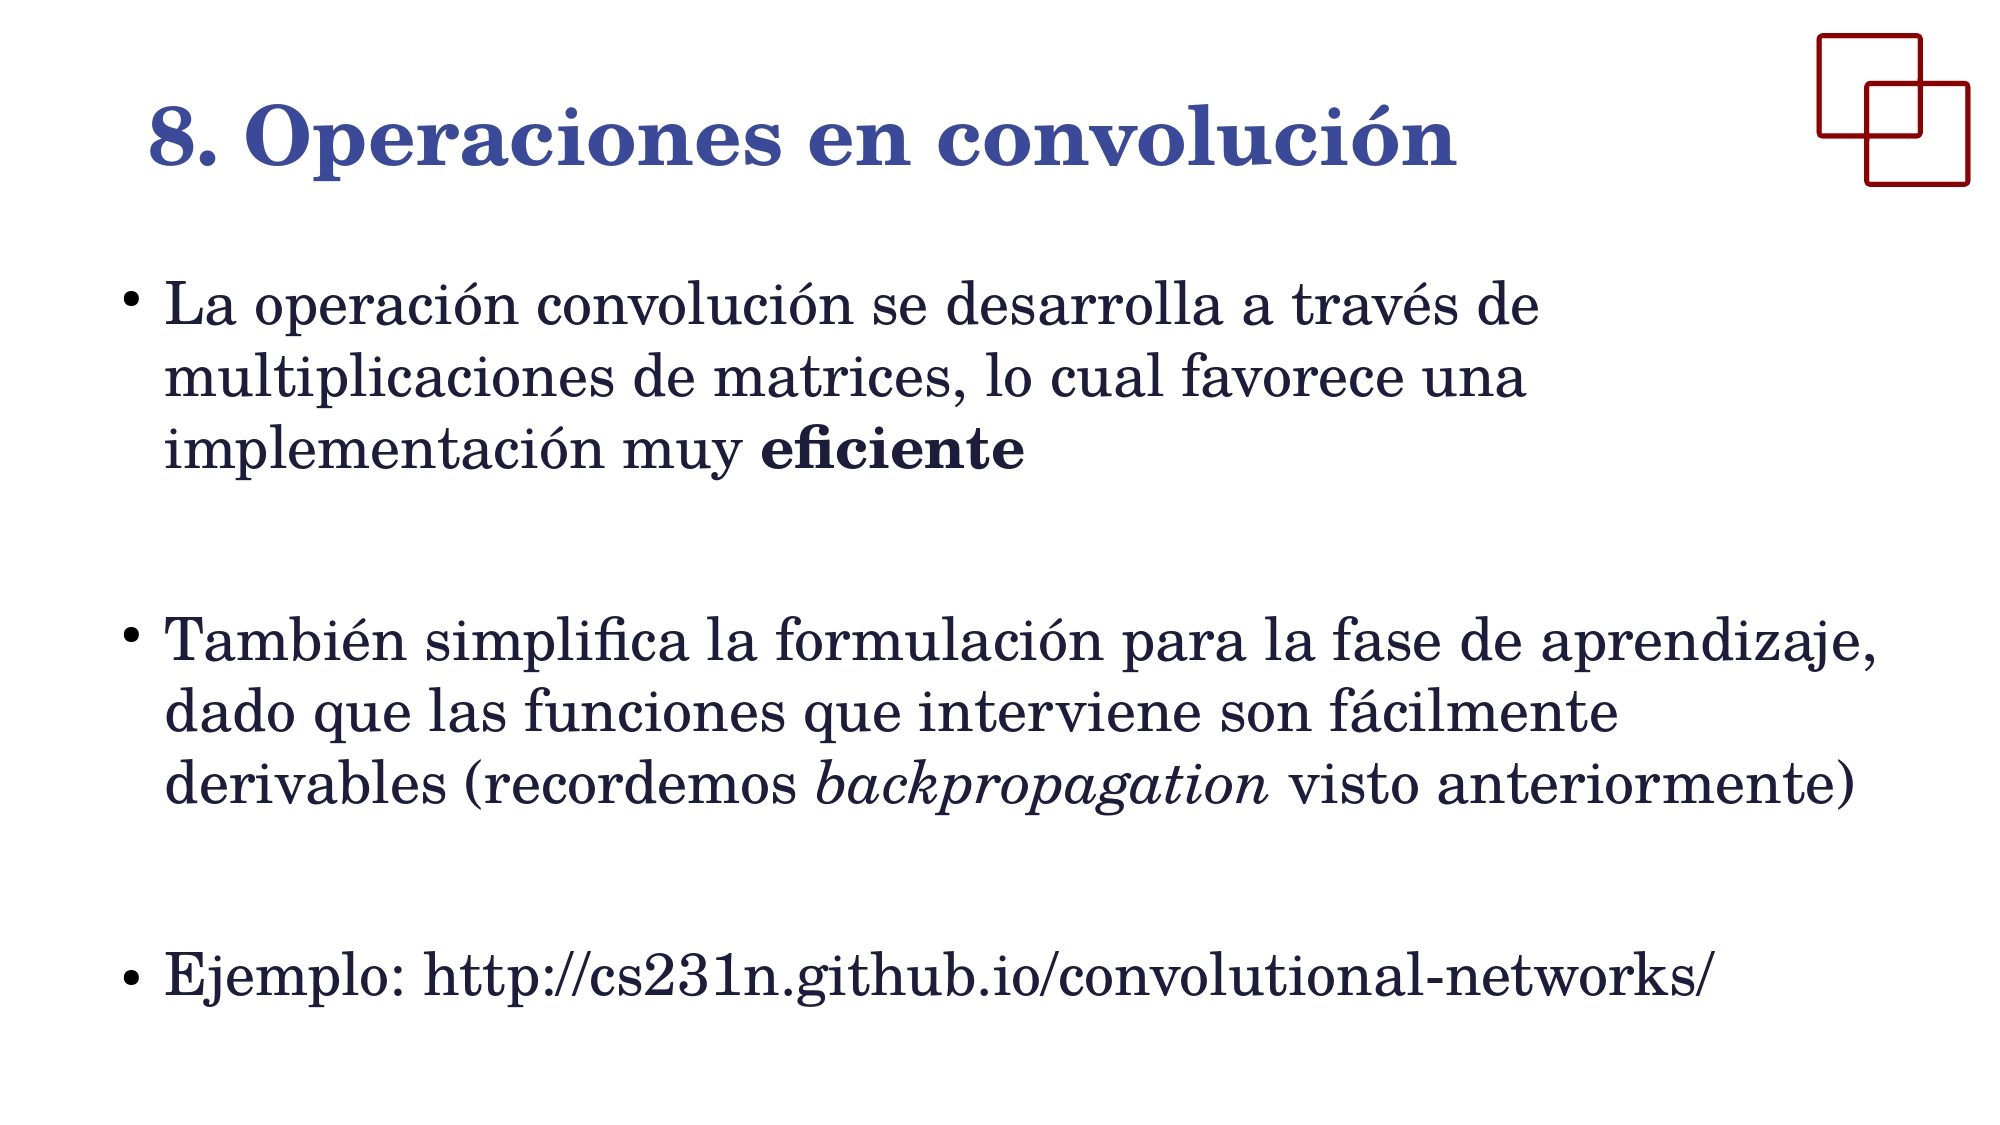 8. Operaciones en convolución
• La operación convolución se desarrolla a través de
multiplicaciones de matrices, lo cual favorece una
implementación muy eficiente
• También simplifica la formulación para la fase de aprendizaje,
dado que las funciones que interviene son fácilmente
derivables (recordemos backpropagation visto anteriormente)
• Ejemplo: http://cs231n.github.io/convolutional-networks/